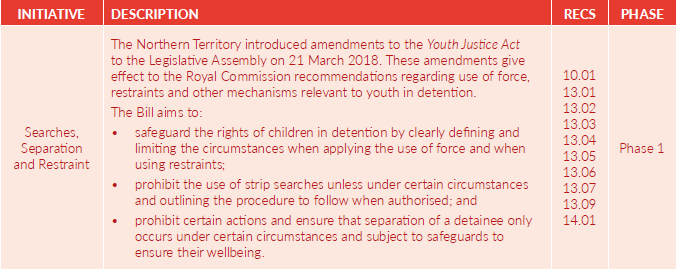 INITIATIVE DESCRIPTION RECS PHASE
Searches,
Separation
and Restraint
The Northern Territory introduced amendments to the Youth Justice Act
to the Legislative Assembly on 21 March 2018. These amendments give
effect to the Royal Commission recommendations regarding use of force,
restraints and other mechanisms relevant to youth in detention.
The Bill aims to:
• safeguard the rights of children in detention by clearly defining and
limiting the circumstances when applying the use of force and when
using restraints;
• prohibit the use of strip searches unless under certain circumstances
and outlining the procedure to follow when authorised; and
• prohibit certain actions and ensure that separation of a detainee only
occurs under certain circumstances and subject to safeguards to
ensure their wellbeing.
10.01
13.01
13.02
13.03
13.04
13.05
13.06
13.07
13.09
14.01
Phase 1